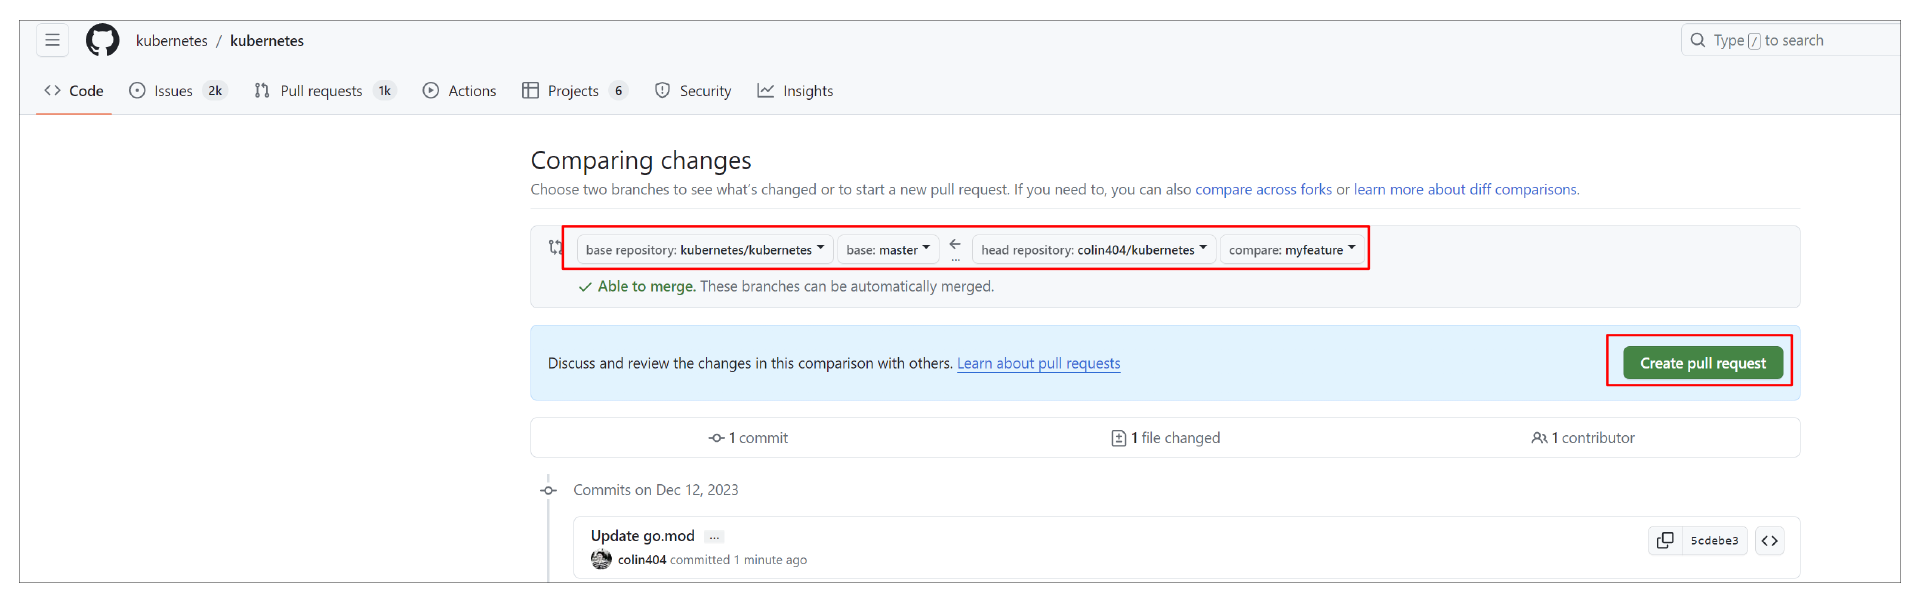 kubernetes / kubernetes
Type / to search
Code Issues 2k Pull requests 1k Actions Projects 6 Security Insights
Comparing changes
Choose two branches to see what's changed or to start a new pull request. If you need to, you can also compare across forks or learn more about diff comparisons.
base repository: kubernetes/kubernetes base: master ← head repository: colin404/kubernetes compare: myfeature
...
Able to merge. These branches can be automatically merged.
Discuss and review the changes in this comparison with others. Learn about pull requests
Create pull request
1 commit 1 file changed 1 contributor
Commits on Dec 12, 2023
Update go.mod ...
5cdebe3
colin404 committed 1 minute ago